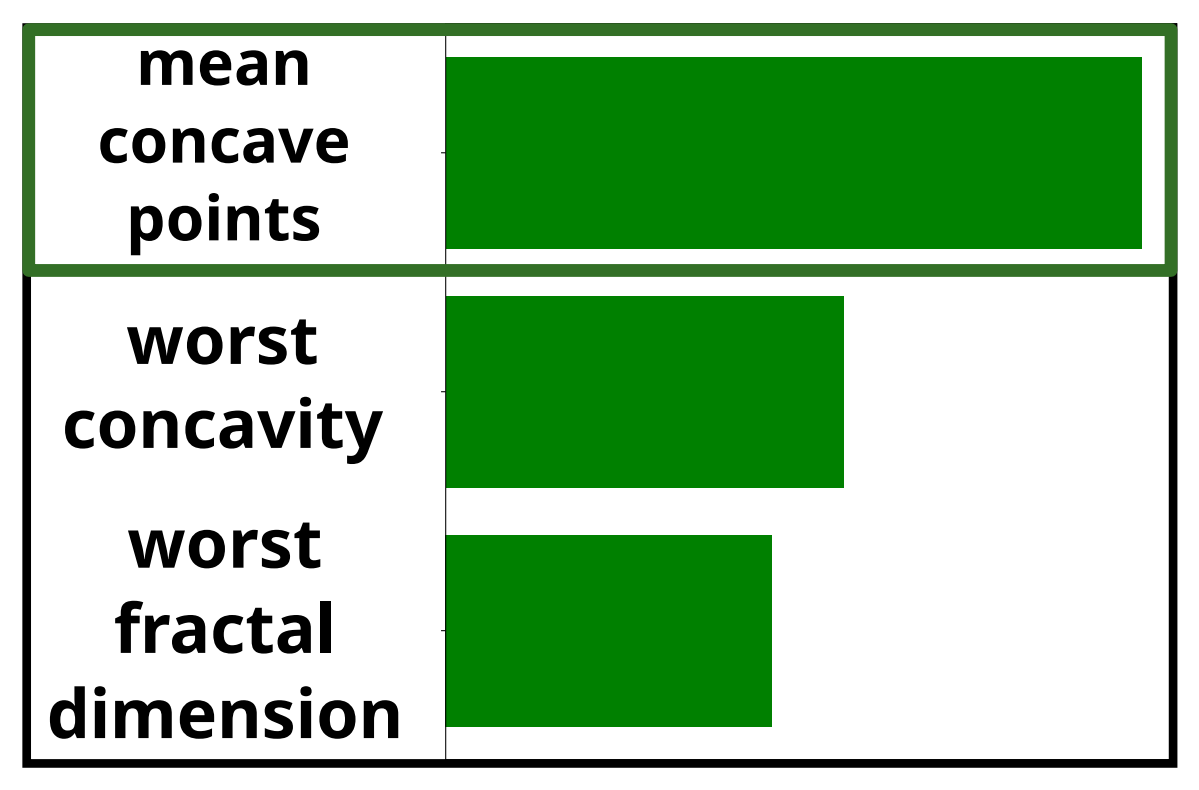 mean
concave
points
worst
concavity
worst
fractal
dimension